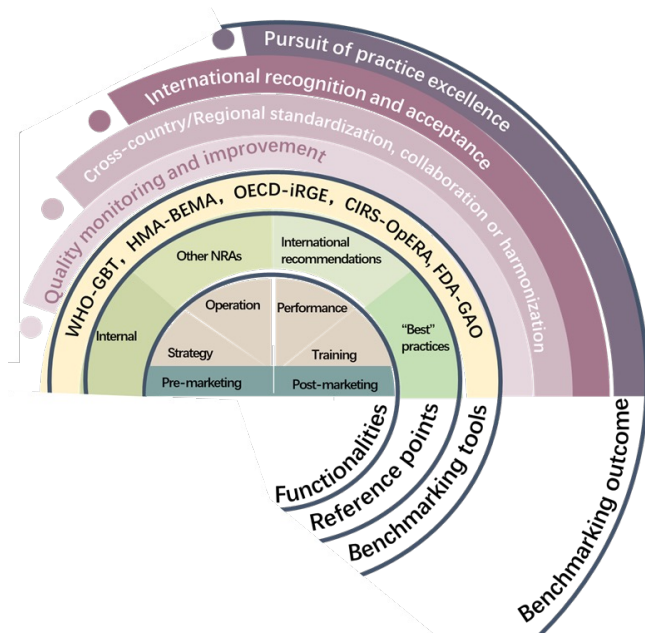 Pursuit of practice excellence
International recognition and acceptance
Cross-country/Regional standardization, collaboration or harmonization
Quality monitoring and improvement
WHO-GBT, HMA-BEMA, OECD-iRGE, CIRS-OpERA, FDA-GAO
Other NRAs
International
recommendations
Internal
"Best"
practices
Operation
Performance
Strategy
Training
Pre-marketing
Post-marketing
Functionalities
Reference points
Benchmarking tools
Benchmarking outcome